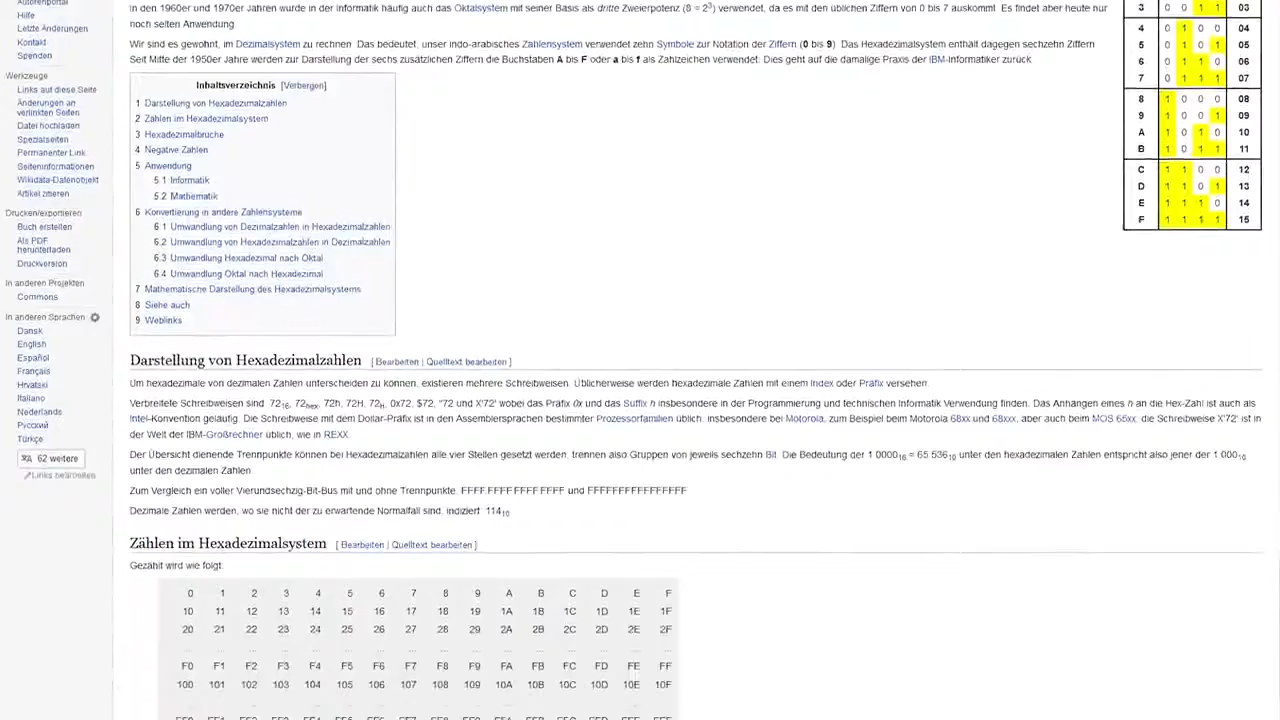 Autorenportal
Hilfe
Letzte Änderungen
Kontakt
Spenden
Werkzeuge
Links auf diese Seite
Änderungen an
verlinkten Seiten
Datei hochladen
Spezialseiten
Permanenter Link
Seiteninformationen
Wikidata-Datenobjekt
Artikel zitieren
Drucken/exportieren
Buch erstellen
Als PDF
herunterladen
Druckversion
In anderen Projekten
Commons
In anderen Sprachen
Dansk
English
Español
Français
Hrvatski
Italiano
Nederlands
Русский
Türkçe
62 weitere
Links bearbeiten
In den 1960er und 1970er Jahren wurde in der Informatik häufig auch das Oktalsystem mit seiner Basis als dritte Zweierpotenz (8 = 2³) verwendet, da es mit den üblichen Ziffern von 0 bis 7 auskommt. Es findet aber heute nur
noch selten Anwendung.
Wir sind es gewohnt, im Dezimalsystem zu rechnen. Das bedeutet, unser indo-arabisches Zahlensystem verwendet zehn Symbole zur Notation der Ziffern (0 bis 9). Das Hexadezimalsystem enthält dagegen sechzehn Ziffern
Seit Mitte der 1950er Jahre werden zur Darstellung der sechs zusätzlichen Ziffern die Buchstaben A bis F oder a bis f als Zahlzeichen verwendet. Dies geht auf die damalige Praxis der IBM-Informatiker zurück.
Inhaltsverzeichnis [Verbergen]
1 Darstellung von Hexadezimalzahlen
2 Zählen im Hexadezimalsystem
3 Hexadezimalbrüche
4 Negative Zahlen
5 Anwendung
5.1 Informatik
5.2 Mathematik
6 Konvertierung in andere Zahlensysteme
6.1 Umwandlung von Dezimalzahlen in Hexadezimalzahlen
6.2 Umwandlung von Hexadezimalzahlen in Dezimalzahlen
6.3 Umwandlung Hexadezimal nach Oktal
6.4 Umwandlung Oktal nach Hexadezimal
7 Mathematische Darstellung des Hexadezimalsystems
8 Siehe auch
9 Weblinks
3 0 0 1 1 03
4 0 1 0 0 04
5 0 1 0 1 05
6 0 1 1 0 06
7 0 1 1 1 07
8 1 0 0 0 08
9 1 0 0 1 09
A 1 0 1 0 10
B 1 0 1 1 11
C 1 1 0 0 12
D 1 1 0 1 13
E 1 1 1 0 14
F 1 1 1 1 15
Darstellung von Hexadezimalzahlen [ Bearbeiten | Quelltext bearbeiten ]
Um hexadezimale von dezimalen Zahlen unterscheiden zu können, existieren mehrere Schreibweisen. Üblicherweise werden hexadezimale Zahlen mit einem Index oder Präfix versehen.
Verbreitete Schreibweisen sind: 72₁₆, 72hex, 72h, 72H, 72H, 0x72, $72, "72 und X'72' wobei das Präfix 0x und das Suffix h insbesondere in der Programmierung und technischen Informatik Verwendung finden. Das Anhängen eines h an die Hex-Zahl ist auch als
Intel-Konvention geläufig. Die Schreibweise mit dem Dollar-Präfix ist in den Assemblersprachen bestimmter Prozessorfamilien üblich, insbesondere bei Motorola, zum Beispiel beim Motorola 68xx und 68xxx, aber auch beim MOS 65xx; die Schreibweise X'72' ist in
der Welt der IBM-Großrechner üblich, wie in REXX.
Der Übersicht dienende Trennpunkte können bei Hexadezimalzahlen alle vier Stellen gesetzt werden, trennen also Gruppen von jeweils sechzehn Bit. Die Bedeutung der 1.0000₁₆ = 65.536₁₀ unter den hexadezimalen Zahlen entspricht also jener der 1.000₁₀
unter den dezimalen Zahlen.
Zum Vergleich ein voller Vierundsechzig-Bit-Bus mit und ohne Trennpunkte: FFFF.FFFF.FFFF.FFFF und FFFFFFFFFFFFFFFF
Dezimale Zahlen werden, wo sie nicht der zu erwartende Normalfall sind, indiziert: 114₁₀
Zählen im Hexadezimalsystem [ Bearbeiten | Quelltext bearbeiten ]
Gezählt wird wie folgt:
0 1 2 3 4 5 6 7 8 9 A B C D E F
10 11 12 13 14 15 16 17 18 19 1A 1B 1C 1D 1E 1F
20 21 22 23 24 25 26 27 28 29 2A 2B 2C 2D 2E 2F
... ... ... ... ... ... ... ... ... ... ... ... ... ... ... ...
F0 F1 F2 F3 F4 F5 F6 F7 F8 F9 FA FB FC FD FE FF
100 101 102 103 104 105 106 107 108 109 10A 10B 10C 10D 10E 10F
... ... ... ... ... ... ... ... ... ... ... ... ... ... ... ...